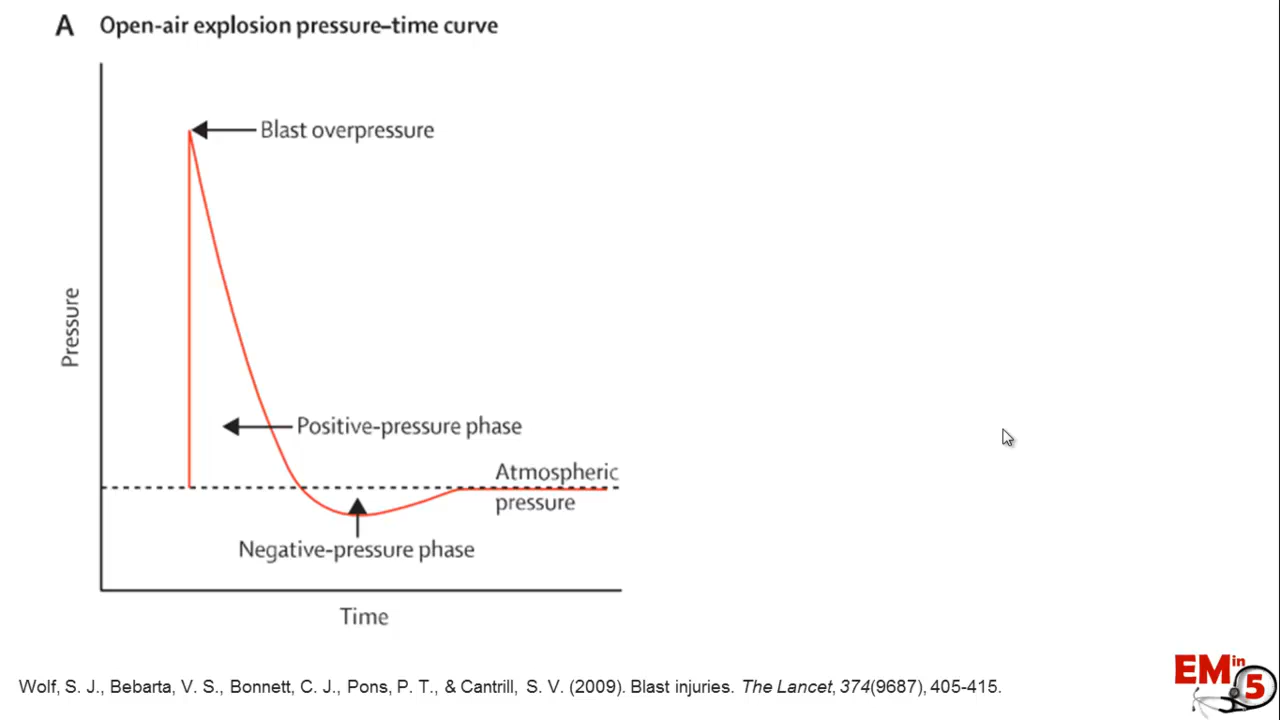 A Open-air explosion pressure–time curve
Blast overpressure
Pressure
Positive-pressure phase
Atmospheric
pressure
Negative-pressure phase
Time
Wolf, S. J., Bebarta, V. S., Bonnett, C. J., Pons, P. T., & Cantrill, S. V. (2009). Blast injuries. The Lancet, 374(9687), 405-415.
EM in 5